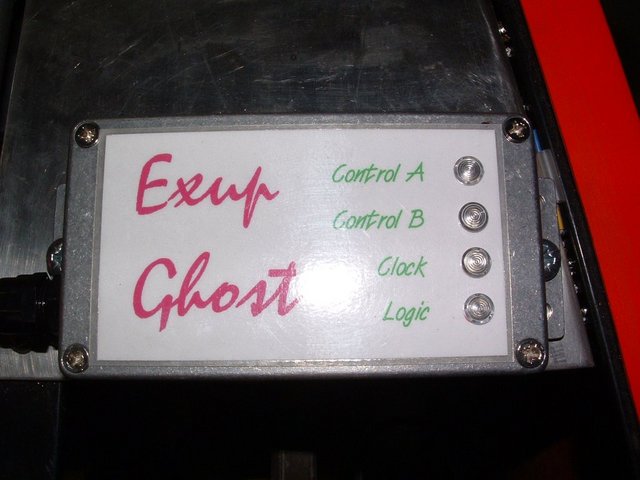 Exup
Ghost
Control A
Control B
Clock
Logic